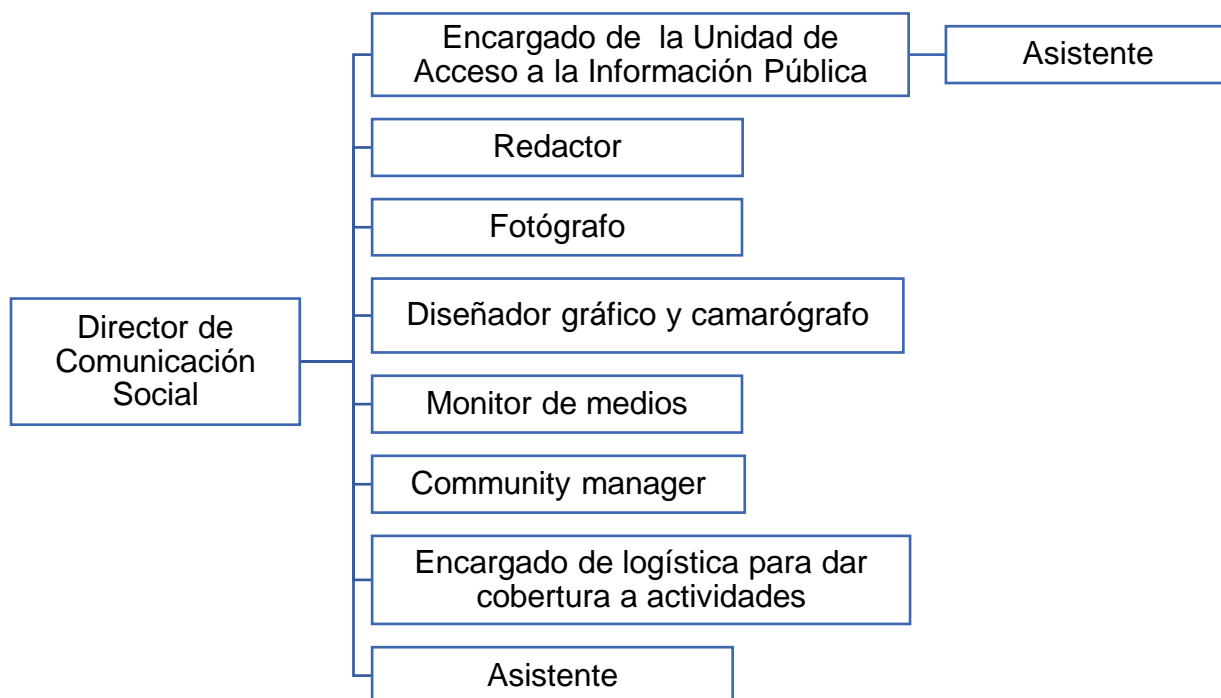 Encargado de la Unidad de
Acceso a la Información Pública
Asistente
Redactor
Fotógrafo
Diseñador gráfico y camarógrafo
Director de
Comunicación
Social
Monitor de medios
Community manager
Encargado de logística para dar
cobertura a actividades
Asistente